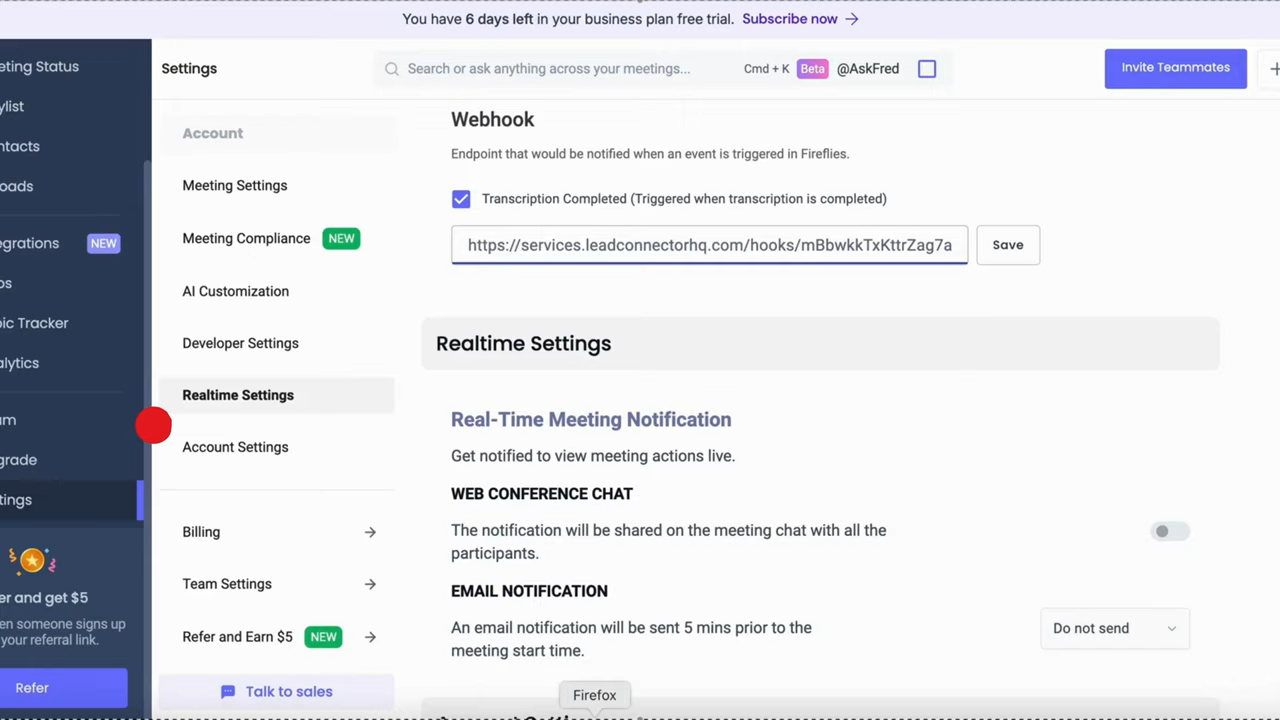 You have 6 days left in your business plan free trial. Subscribe now →
eting Status
ylist
ntacts
oads
egrations NEW
os
pic Tracker
alytics
am
grade
tings
er and get $5
en someone signs up
your referral link.
Refer
Settings
Search or ask anything across your meetings...
Cmd + K
Beta
@AskFred
Invite Teammates
Account
Meeting Settings
Meeting Compliance NEW
AI Customization
Developer Settings
Realtime Settings
Account Settings
Billing
Team Settings
Refer and Earn $5 NEW
Talk to sales
Webhook
Endpoint that would be notified when an event is triggered in Fireflies.
Transcription Completed (Triggered when transcription is completed)
https://services.leadconnectorhq.com/hooks/mBbwkkTxKttrZag7a
Save
Realtime Settings
Real-Time Meeting Notification
Get notified to view meeting actions live.
WEB CONFERENCE CHAT
The notification will be shared on the meeting chat with all the
participants.
EMAIL NOTIFICATION
An email notification will be sent 5 mins prior to the
meeting start time.
Do not send
Firefox